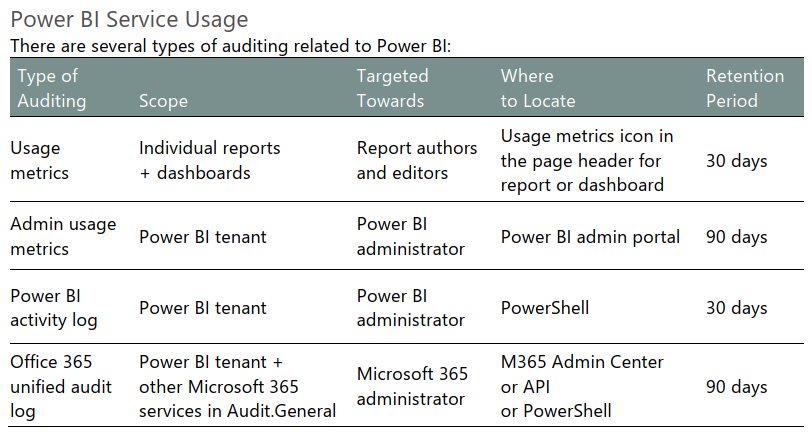 Power BI Service Usage
There are several types of auditing related to Power BI:
Type of Auditing Scope Targeted Towards Where to Locate Retention Period
Usage metrics Individual reports + dashboards Report authors and editors Usage metrics icon in the page header for report or dashboard 30 days
Admin usage metrics Power BI tenant Power BI administrator Power BI admin portal 90 days
Power BI activity log Power BI tenant Power BI administrator PowerShell 30 days
Office 365 unified audit log Power BI tenant + other Microsoft 365 services in Audit.General Microsoft 365 administrator M365 Admin Center or API or PowerShell 90 days